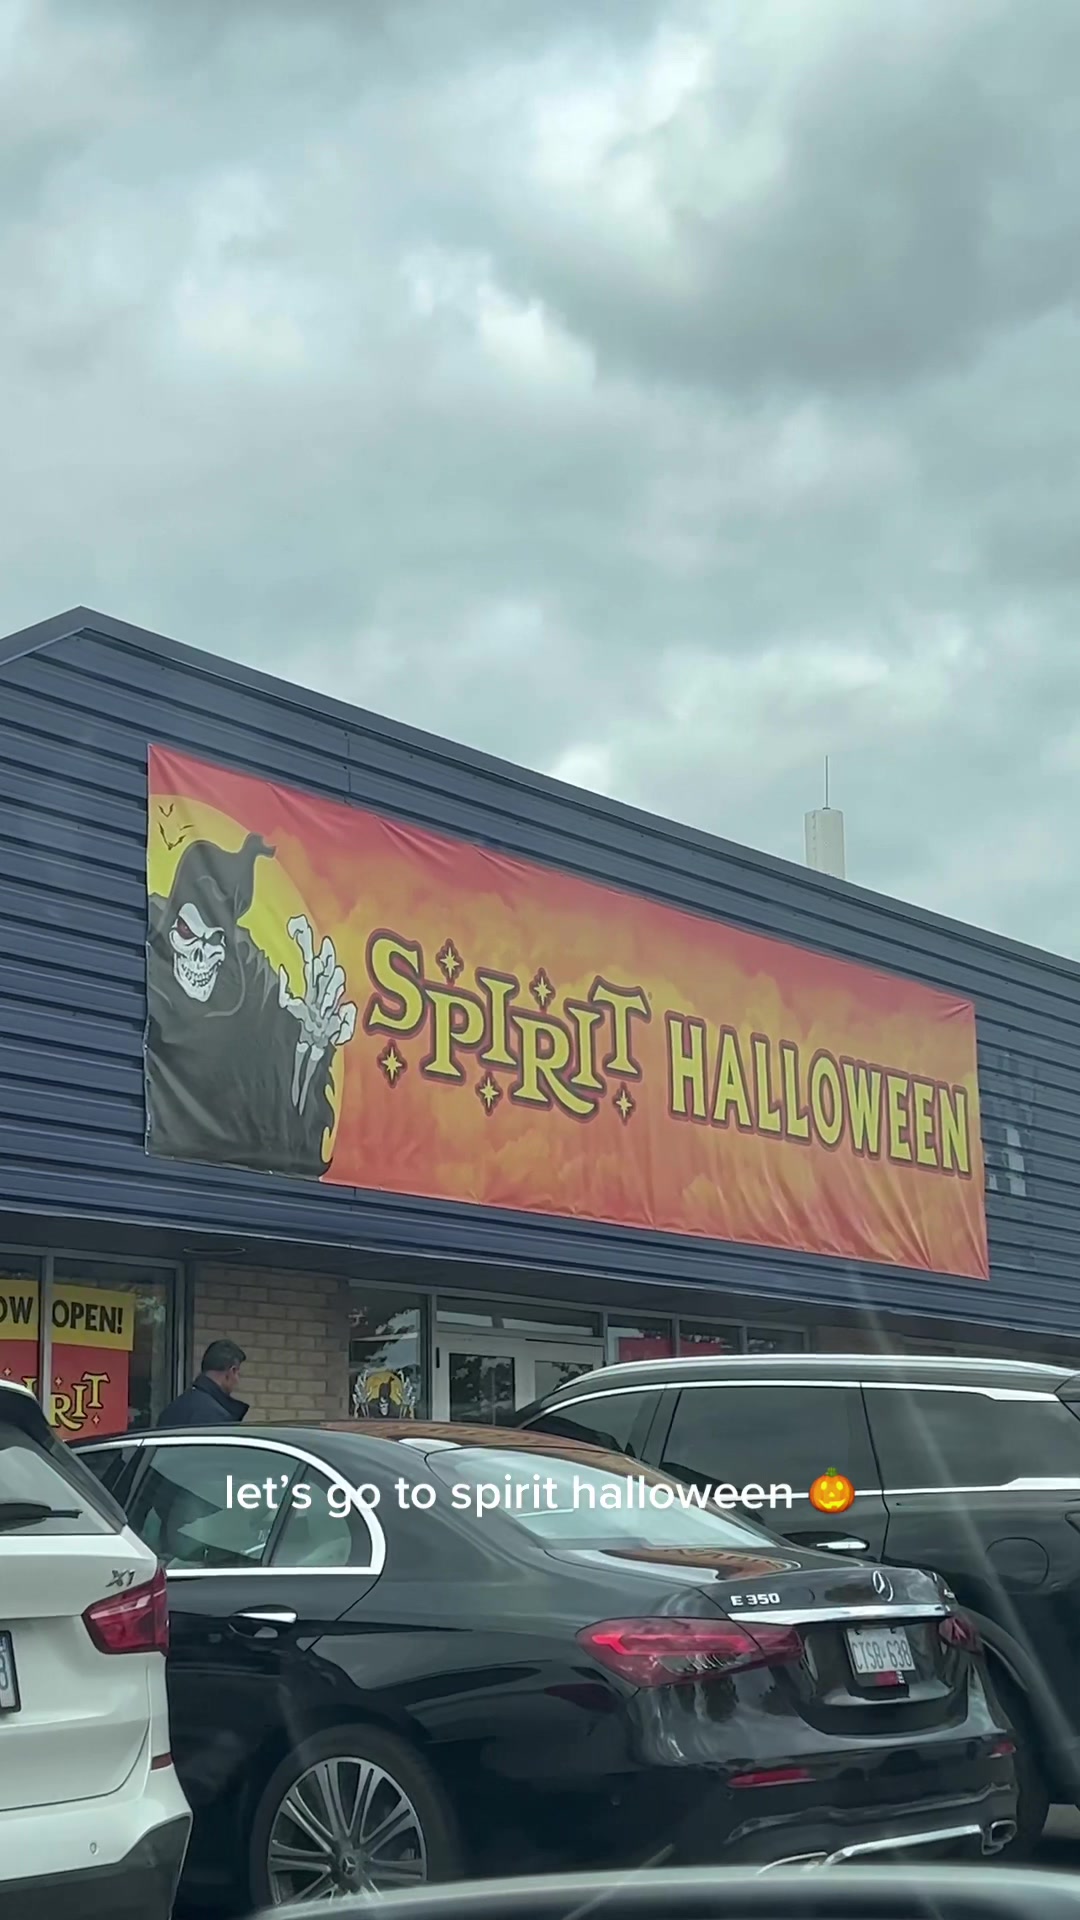 SPIRIT HALLOWEEN
OPEN!
let's go to spirit halloween 🎃
X1
E 350